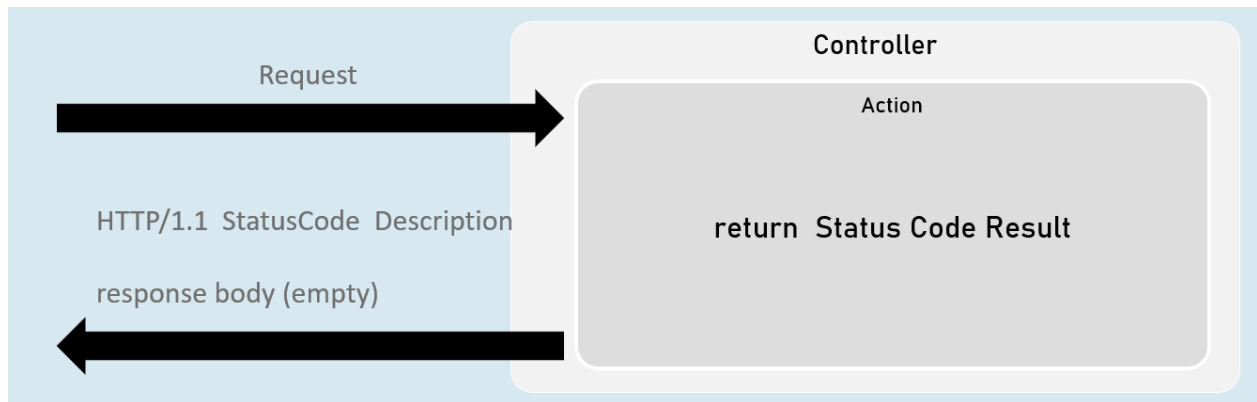 Controller
Request
Action
HTTP/1.1 StatusCode Description
return Status Code Result
response body (empty)